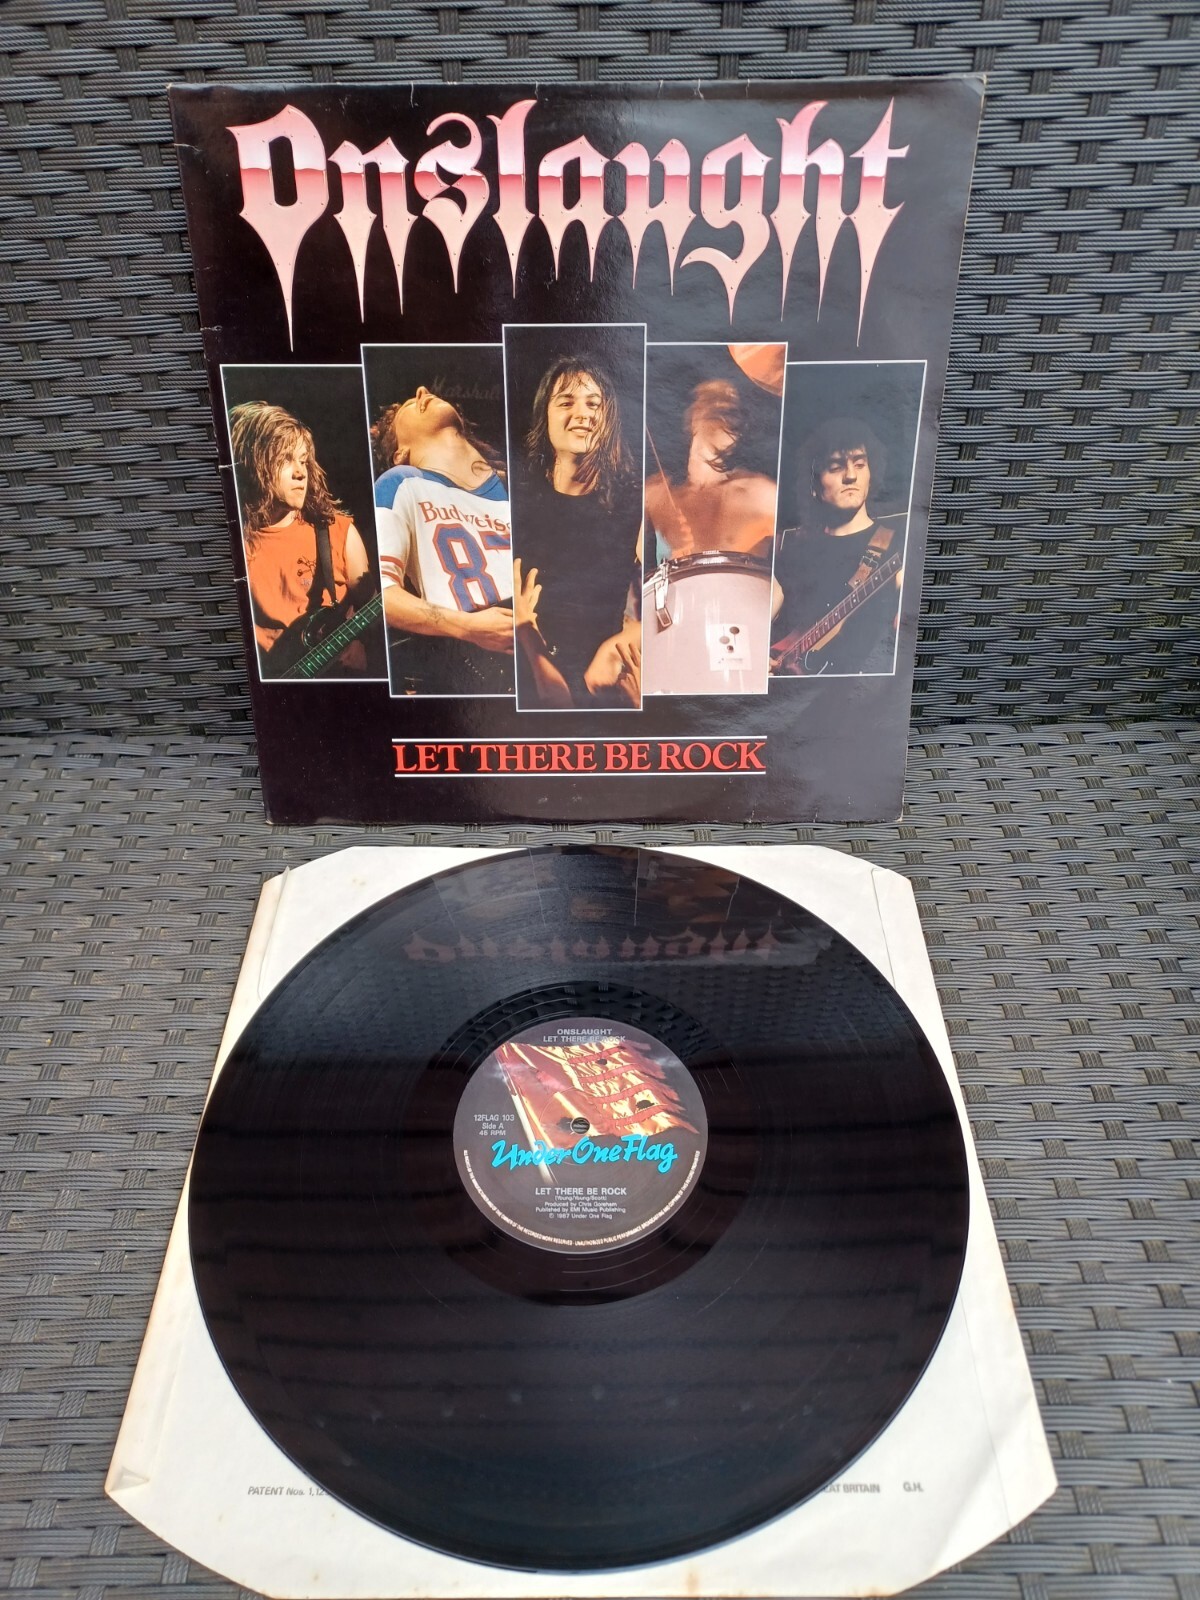 Onslaught
Marshall
Budweis
87
LET THERE BE ROCK
ONSLAUGHT
LET THERE BE ROCK
12FLAG 103
Side A
45 RPM
Under One Flag
LET THERE BE ROCK
(Young/Young/Scott)
Produced by Chris Goreham
Published by EMI Music Publishing
℗ 1987 Under One Flag
PATENT Nos. 1,12
EAT BRITAIN G.H.